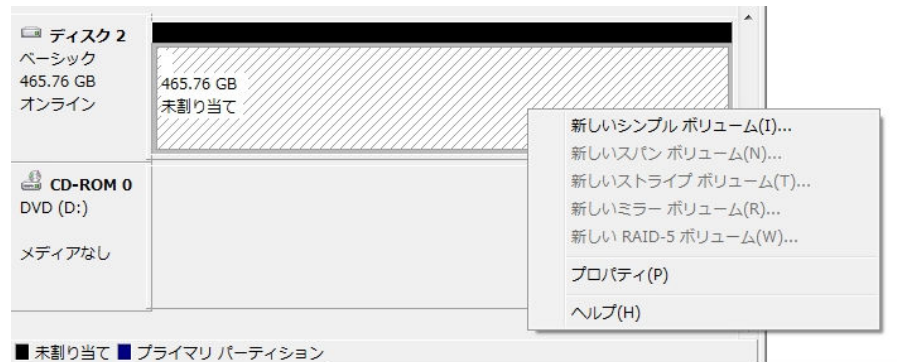 ディスク 2
ベーシック
465.76 GB
オンライン
465.76 GB
未割り当て
新しいシンプル ボリューム(I)...
新しいスパン ボリューム(N)...
新しいストライプ ボリューム(T)...
新しいミラー ボリューム(R)...
新しい RAID-5 ボリューム(W)...
プロパティ(P)
ヘルプ(H)
CD-ROM 0
DVD (D:)
メディアなし
未割り当て プライマリ パーティション